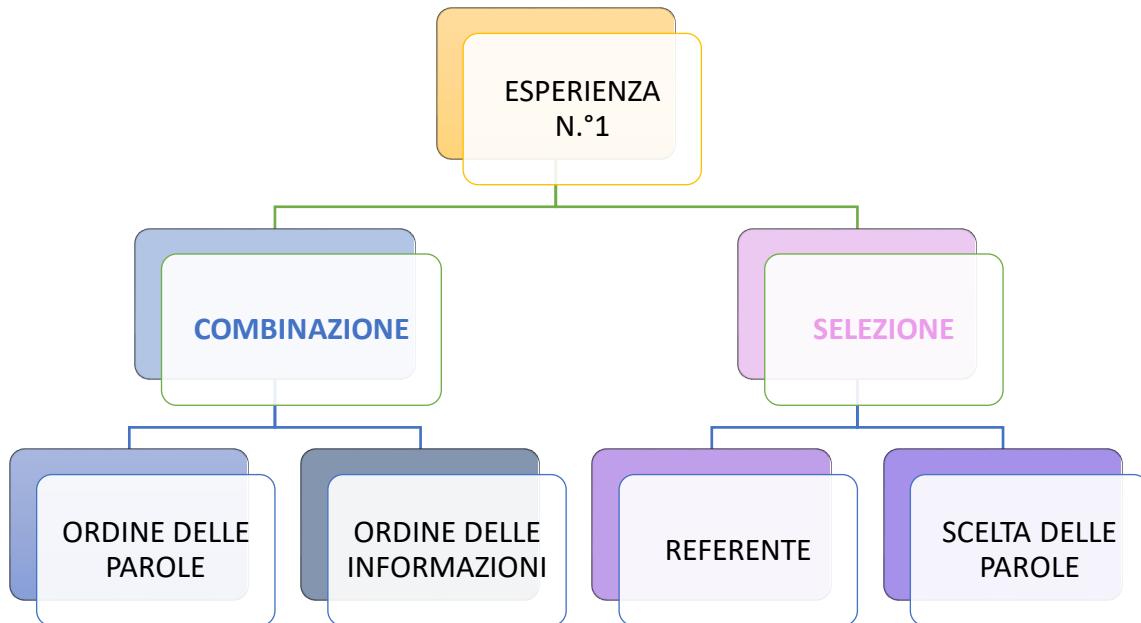 ESPERIENZA
N.°1
COMBINAZIONE
SELEZIONE
ORDINE DELLE
PAROLE
ORDINE DELLE
INFORMAZIONI
REFERENTE
SCELTA DELLE
PAROLE